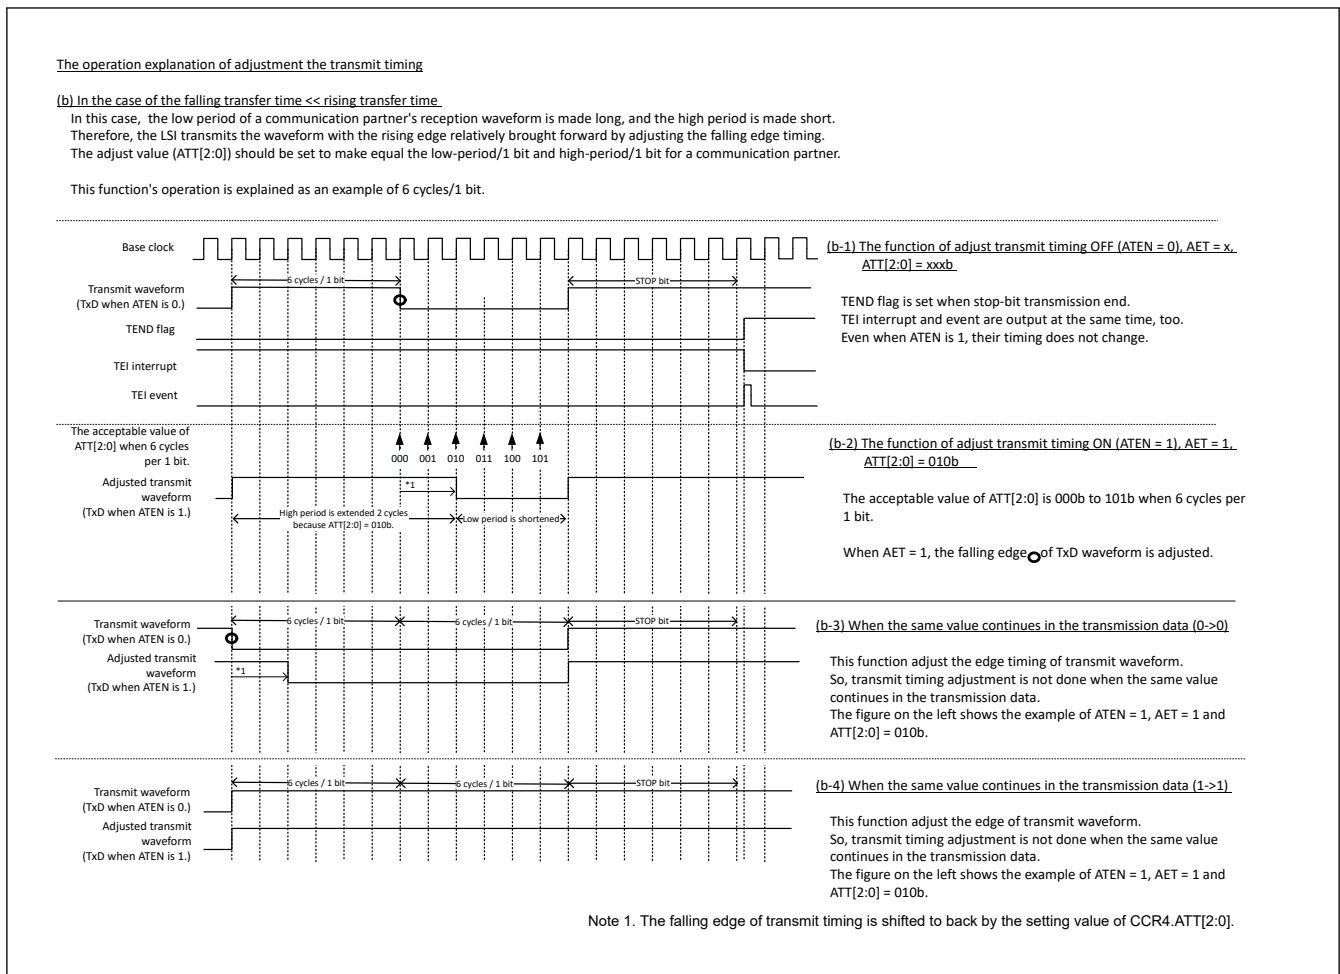 The operation explanation of adjustment the transmit timing
(b) In the case of the falling transfer time << rising transfer time
In this case, the low period of a communication partner's reception waveform is made long, and the high period is made short.
Therefore, the LSI transmits the waveform with the rising edge relatively brought forward by adjusting the falling edge timing.
The adjust value (ATT[2:0]) should be set to make equal the low-period/1 bit and high-period/1 bit for a communication partner.
This function's operation is explained as an example of 6 cycles/1 bit.
Base clock
6 cycles / 1 bit
STOP bit
Transmit waveform
(TxD when ATEN is 0.)
TEND flag
TEI interrupt
TEI event
(b-1) The function of adjust transmit timing OFF (ATEN = 0), AET = x,
ATT[2:0] = xxxb
TEND flag is set when stop-bit transmission end.
TEI interrupt and event are output at the same time, too.
Even when ATEN is 1, their timing does not change.
The acceptable value of
ATT[2:0] when 6 cycles
per 1 bit.
000 001 010 011 100 101
Adjusted transmit
waveform
(TxD when ATEN is 1.)
*1
High period is extended 2 cycles
because ATT[2:0] = 010b.
Low period is shortened
(b-2) The function of adjust transmit timing ON (ATEN = 1), AET = 1,
ATT[2:0] = 010b
The acceptable value of ATT[2:0] is 000b to 101b when 6 cycles per
1 bit.
When AET = 1, the falling edge of TxD waveform is adjusted.
Transmit waveform
(TxD when ATEN is 0.)
6 cycles / 1 bit
6 cycles / 1 bit
STOP bit
Adjusted transmit
waveform
(TxD when ATEN is 1.)
*1
(b-3) When the same value continues in the transmission data (0->0)
This function adjust the edge timing of transmit waveform.
So, transmit timing adjustment is not done when the same value
continues in the transmission data.
The figure on the left shows the example of ATEN = 1, AET = 1 and
ATT[2:0] = 010b.
6 cycles / 1 bit
6 cycles / 1 bit
STOP bit
Transmit waveform
(TxD when ATEN is 0.)
Adjusted transmit
waveform
(TxD when ATEN is 1.)
(b-4) When the same value continues in the transmission data (1->1)
This function adjust the edge of transmit waveform.
So, transmit timing adjustment is not done when the same value
continues in the transmission data.
The figure on the left shows the example of ATEN = 1, AET = 1 and
ATT[2:0] = 010b.
Note 1. The falling edge of transmit timing is shifted to back by the setting value of CCR4.ATT[2:0].